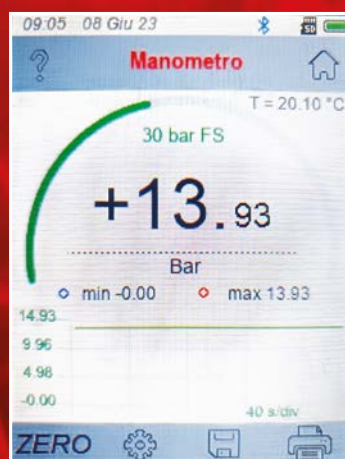 09:05 08 Giu 23
SD
? Manometro
T = 20.10 °C
30 bar FS
+13.93
Bar
min -0.00 max 13.93
14.93
9.96
4.98
-0.00
40 s/div
ZERO